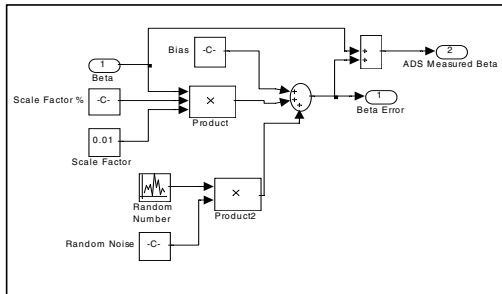 Bias
-C-
1
Beta
+
+
2
ADS Measured Beta
Scale Factor %
-C-
×
Product
+
+
+
1
Beta Error
0.01
Scale Factor
Random
Number
×
Product2
Random Noise
-C-